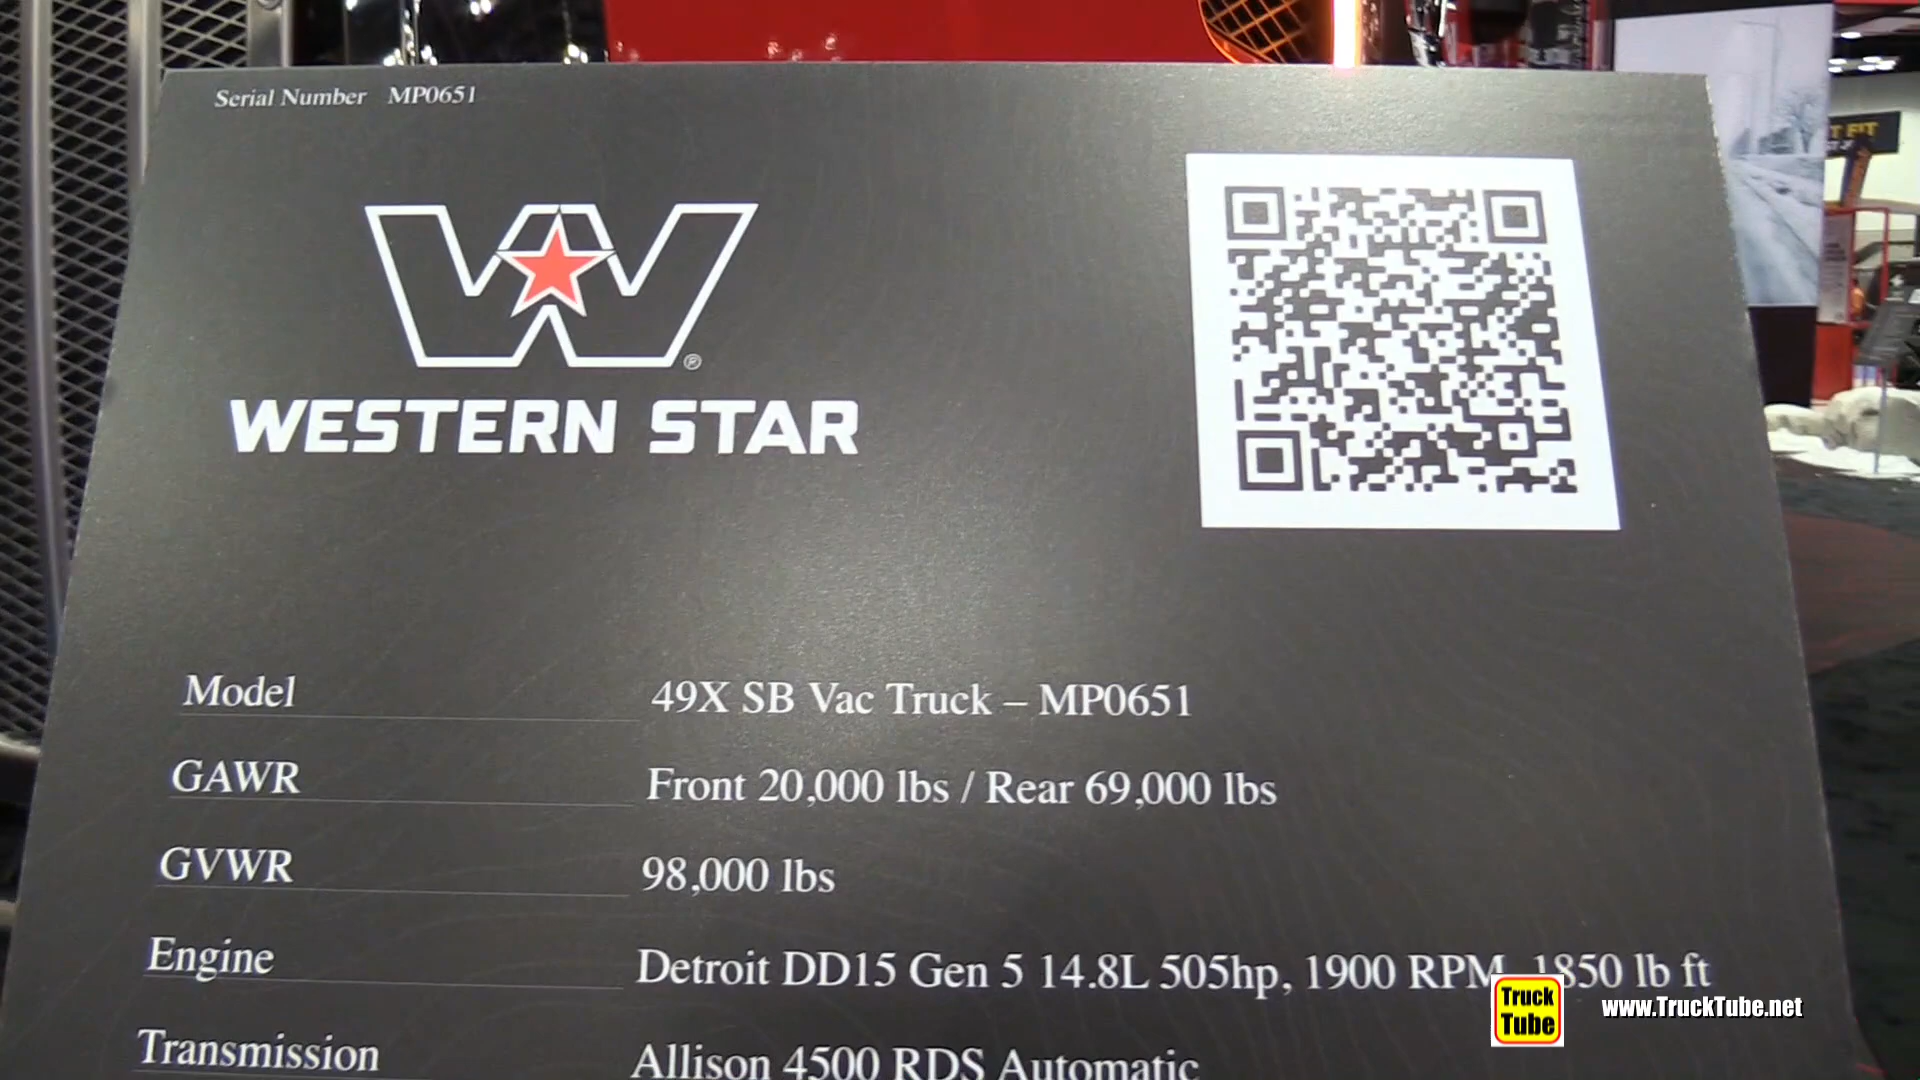 Serial Number MP0651
®
WESTERN STAR
Model 49X SB Vac Truck – MP0651
GAWR Front 20,000 lbs / Rear 69,000 lbs
GVWR 98,000 lbs
Engine Detroit DD15 Gen 5 14.8L 505hp, 1900 RPM, 1850 lb ft
Transmission Allison 4500 RDS Automatic
Truck
Tube
www.TruckTube.net